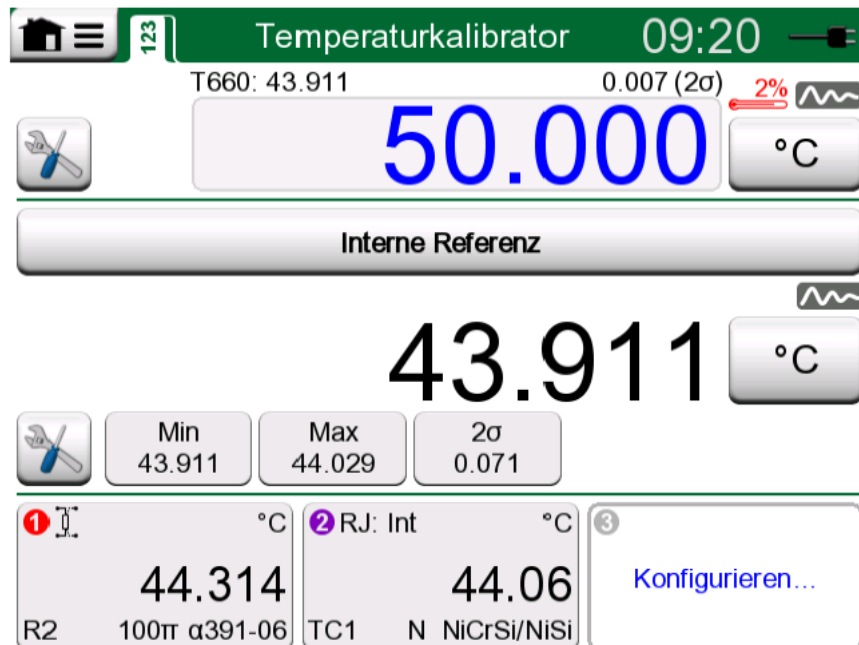 123 Temperaturkalibrator 09:20
T660: 43.911 0.007 (2σ) 2%
50.000 °C
Interne Referenz
43.911 °C
Min Max 2σ
43.911 44.029 0.071
1 °C 2 RJ: Int °C 3
44.314 44.06 Konfigurieren...
R2 100π α391-06 TC1 N NiCrSi/NiSi